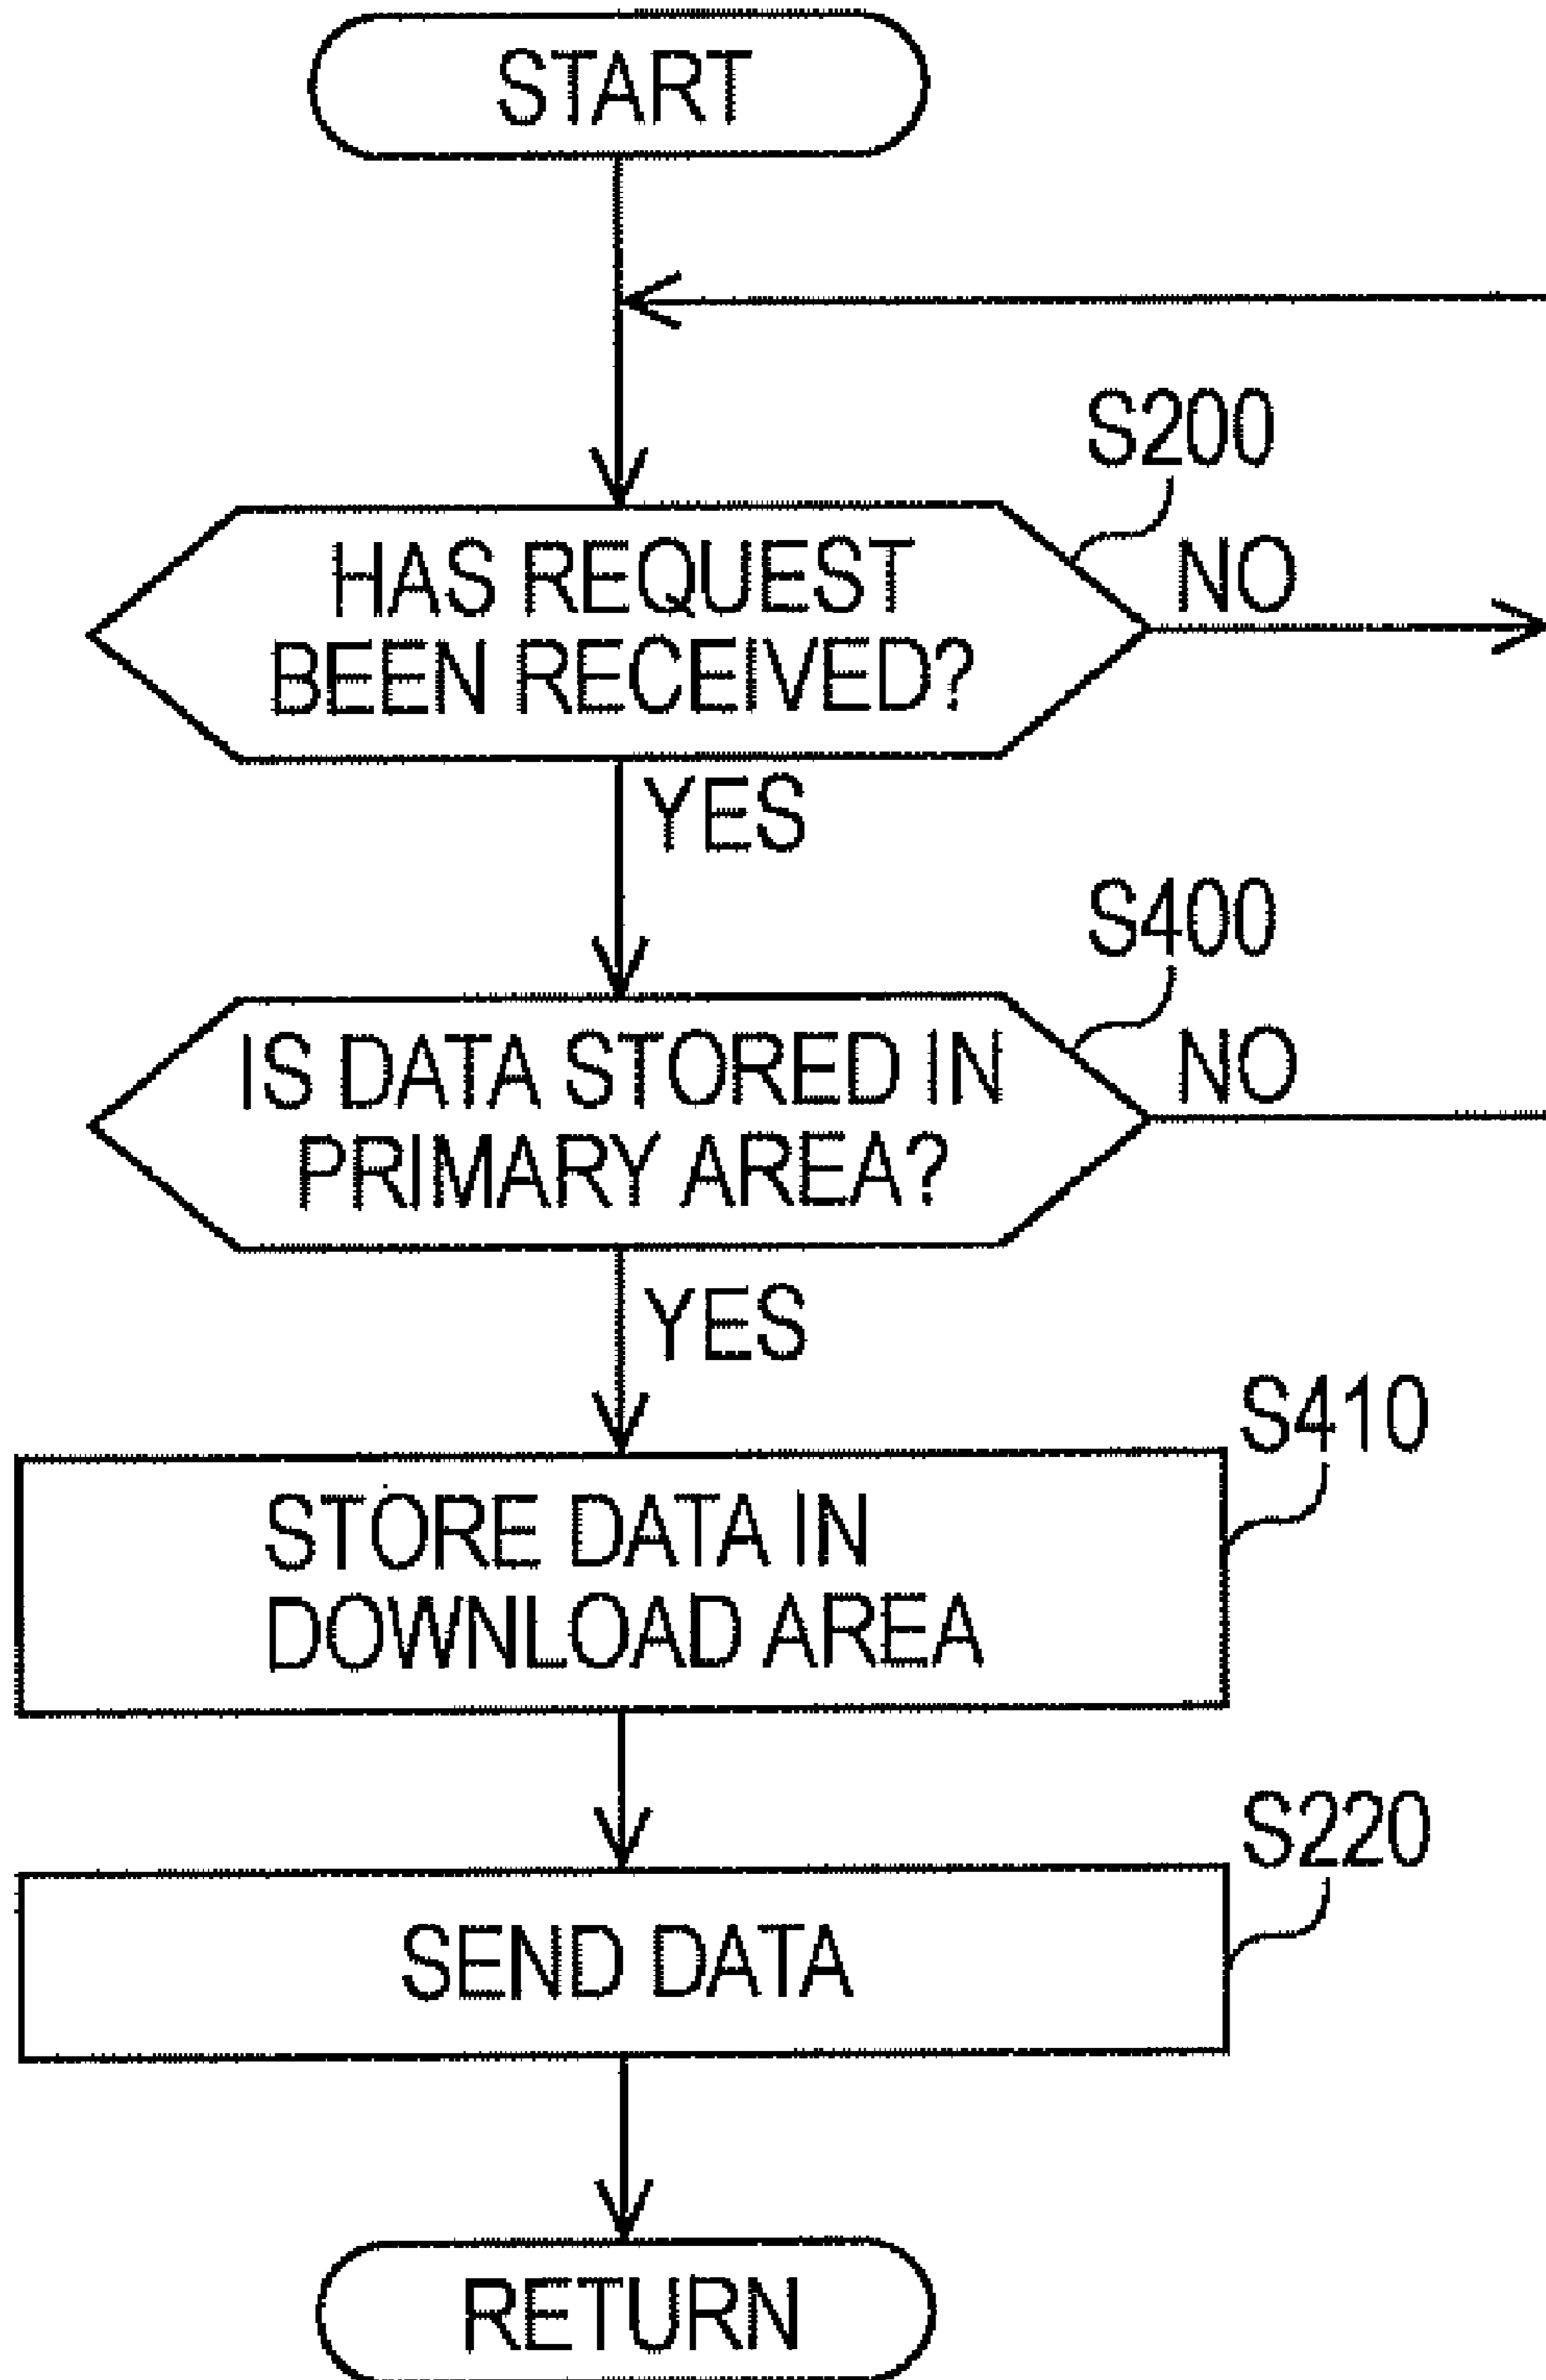 START
S200
HAS REQUEST
BEEN RECEIVED?
NO
YES
S400
IS DATA STORED IN
PRIMARY AREA?
NO
YES
S410
STORE DATA IN
DOWNLOAD AREA
S220
SEND DATA
RETURN